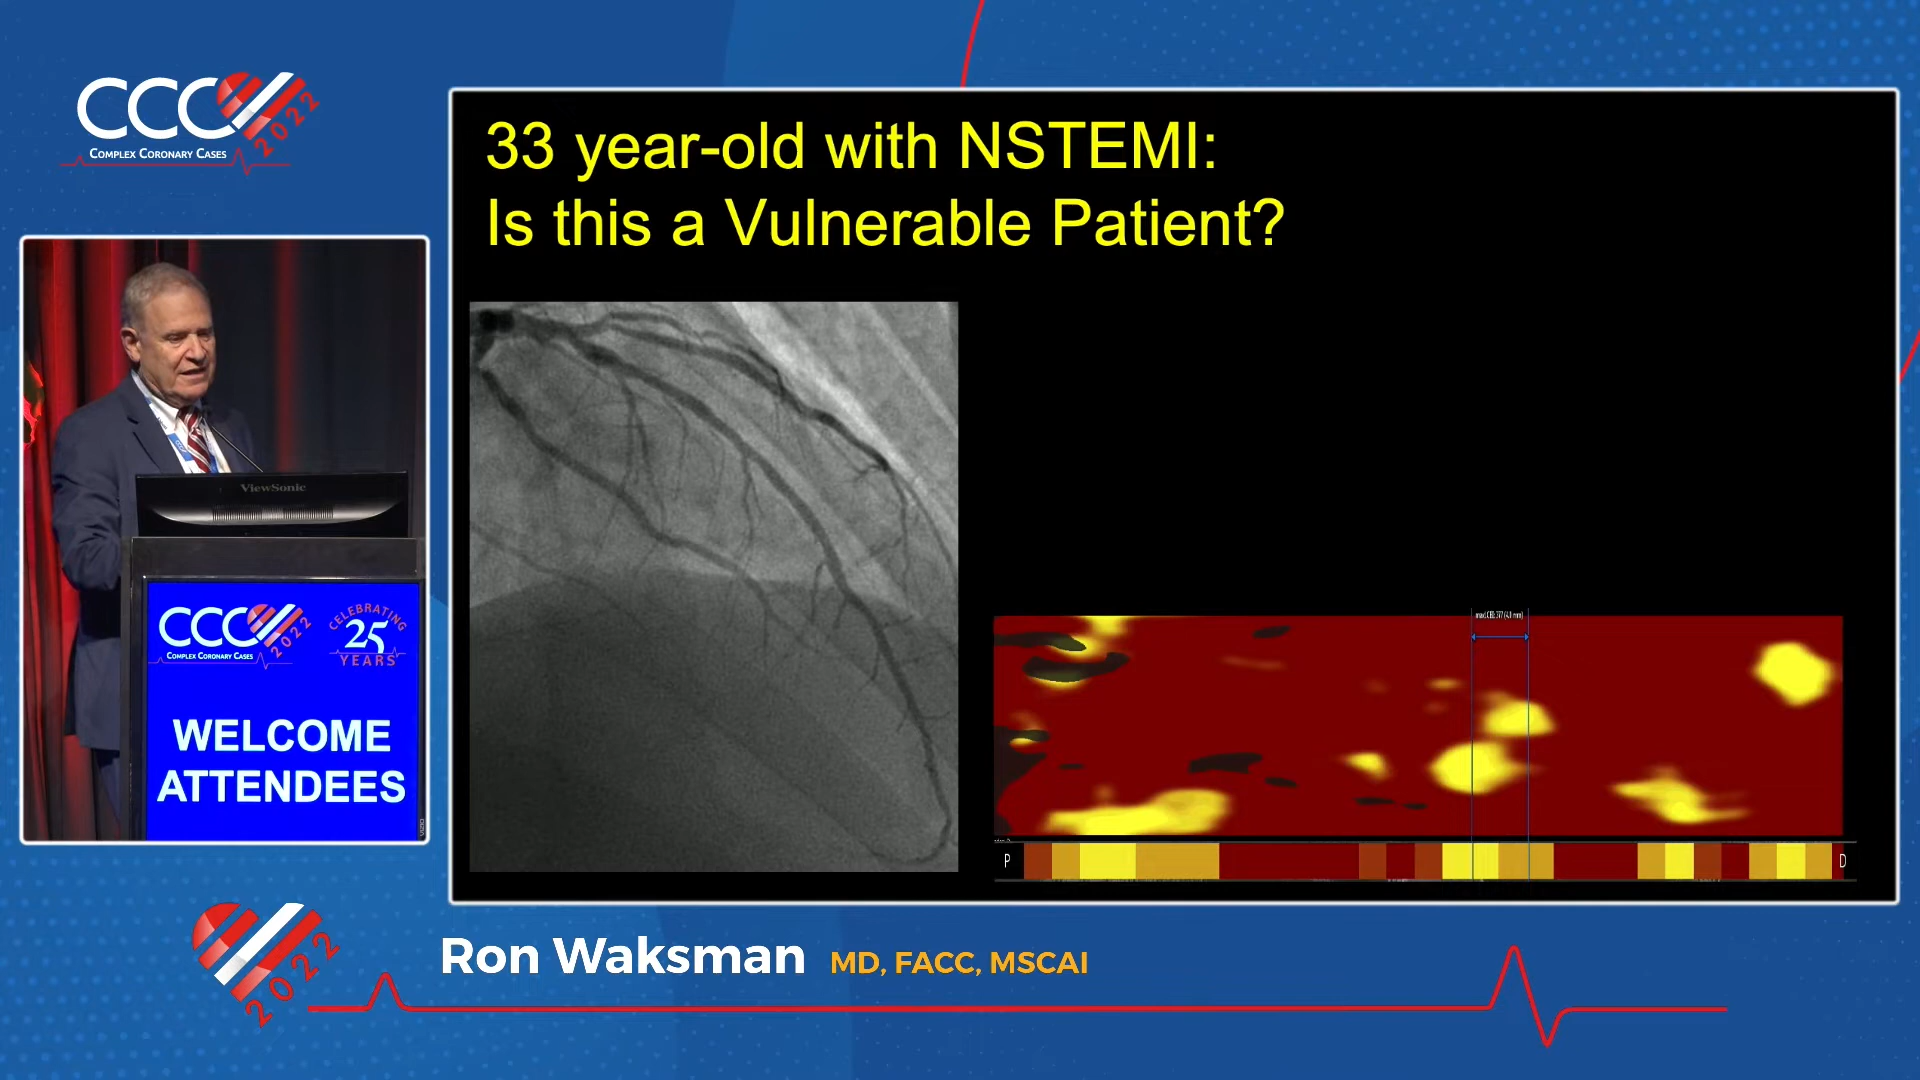 CCC
2022
COMPLEX CORONARY CASES
33 year-old with NSTEMI:
Is this a Vulnerable Patient?
ViewSonic
CCC
2022
COMPLEX CORONARY CASES
CELEBRATING
25
YEARS
WELCOME
ATTENDEES
VIZIO
P
D
2022
Ron Waksman MD, FACC, MSCAI